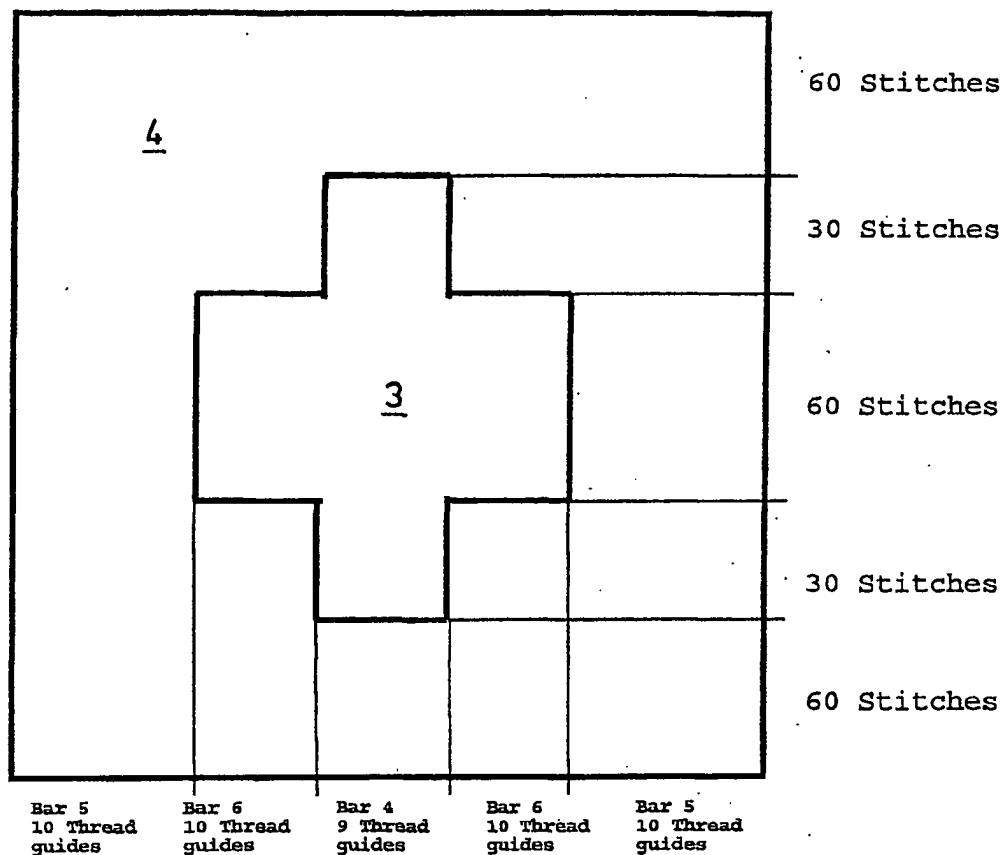 60 Stitches
4
30 Stitches
3
60 Stitches
30 Stitches
60 Stitches
Bar 5
10 Thread
guides
Bar 6
10 Thread
guides
Bar 4
9 Thread
guides
Bar 6
10 Thread
guides
Bar 5
10 Thread
guides